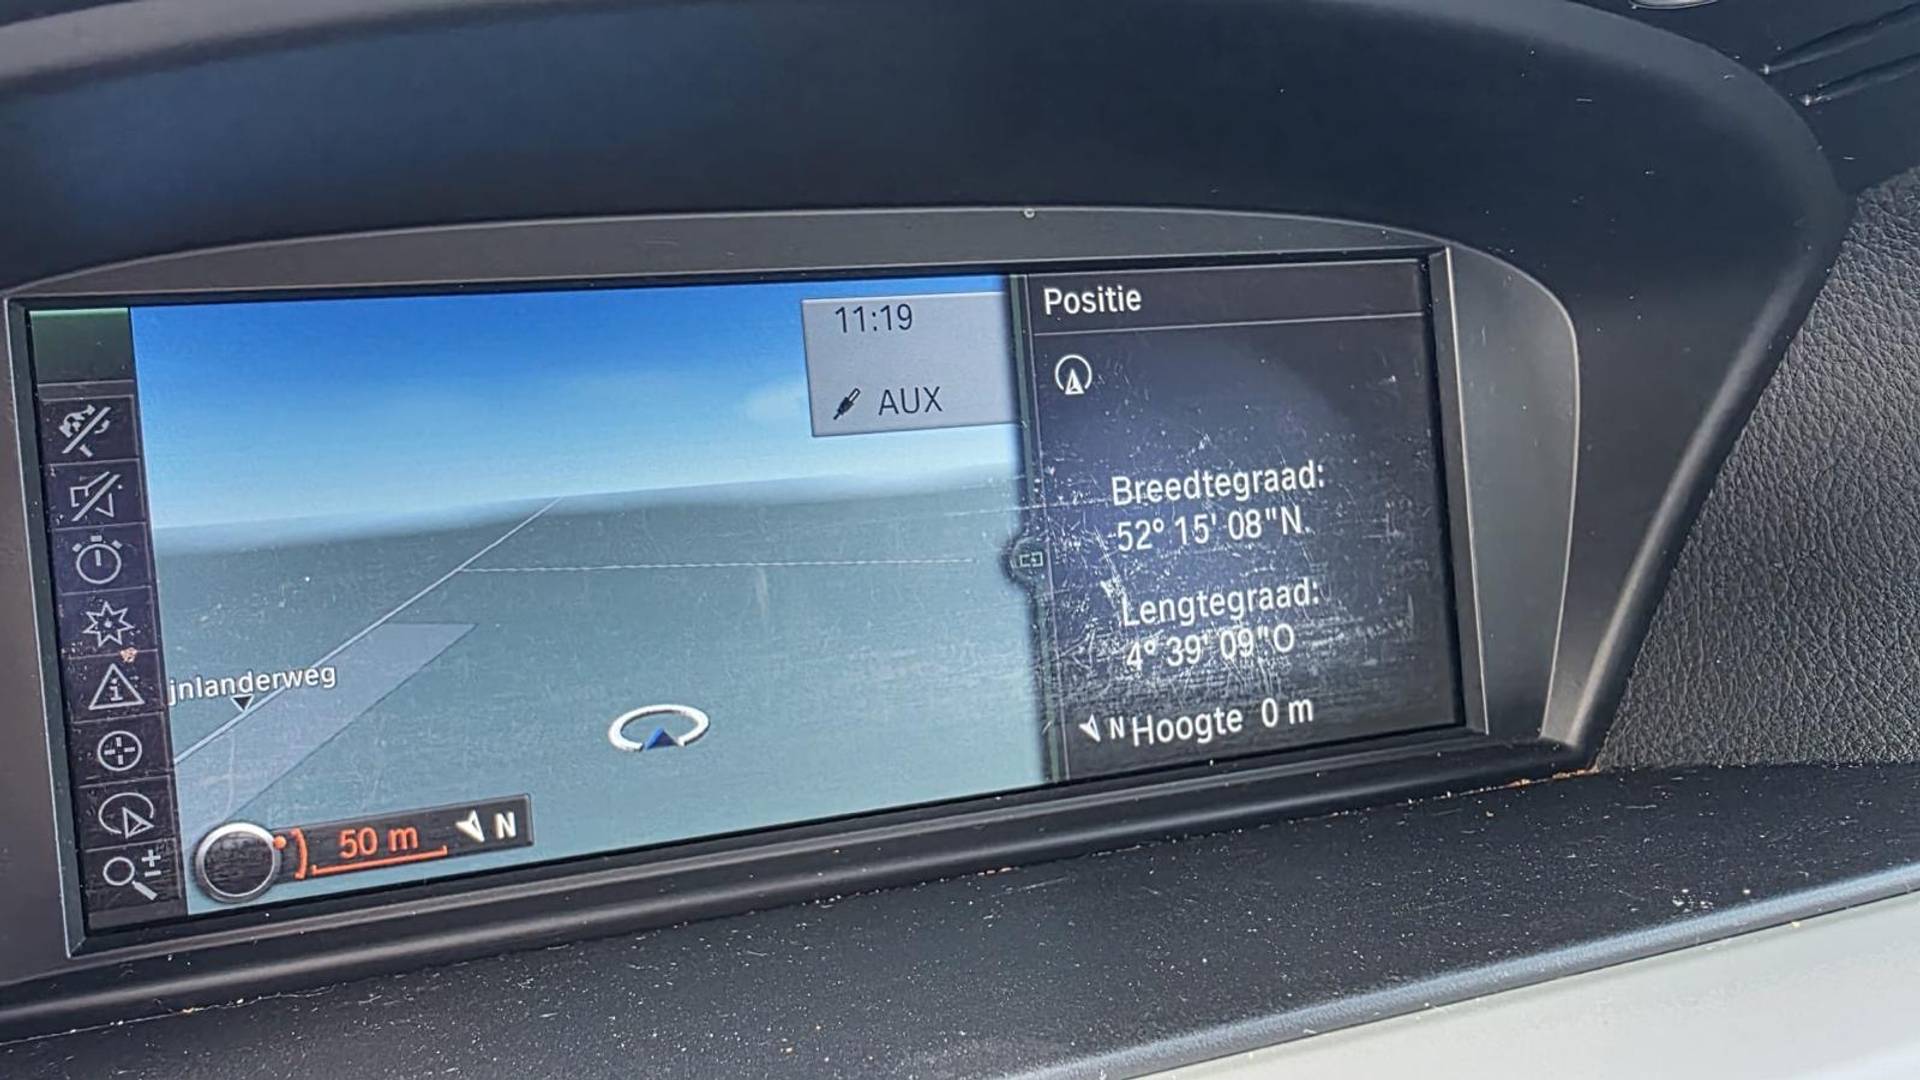 11:19
AUX
jnlanderweg
50 m
N
Positie
Breedtegraad:
52° 15' 08"N.
Lengtegraad:
4° 39' 09"O
N Hoogte 0 m